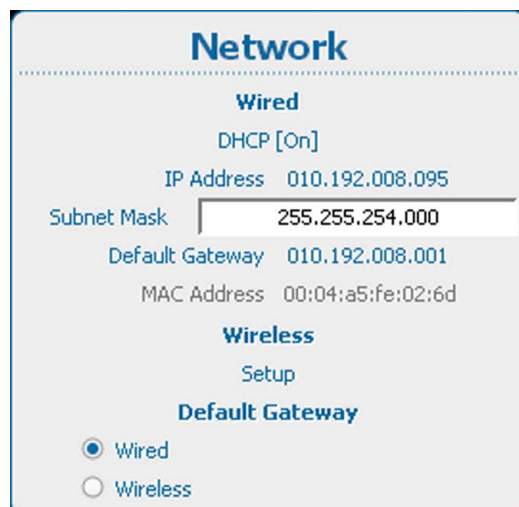 Network
Wired
DHCP [On]
IP Address 010.192.008.095
Subnet Mask 255.255.254.000
Default Gateway 010.192.008.001
MAC Address 00:04:a5:fe:02:6d
Wireless
Setup
Default Gateway
Wired
Wireless